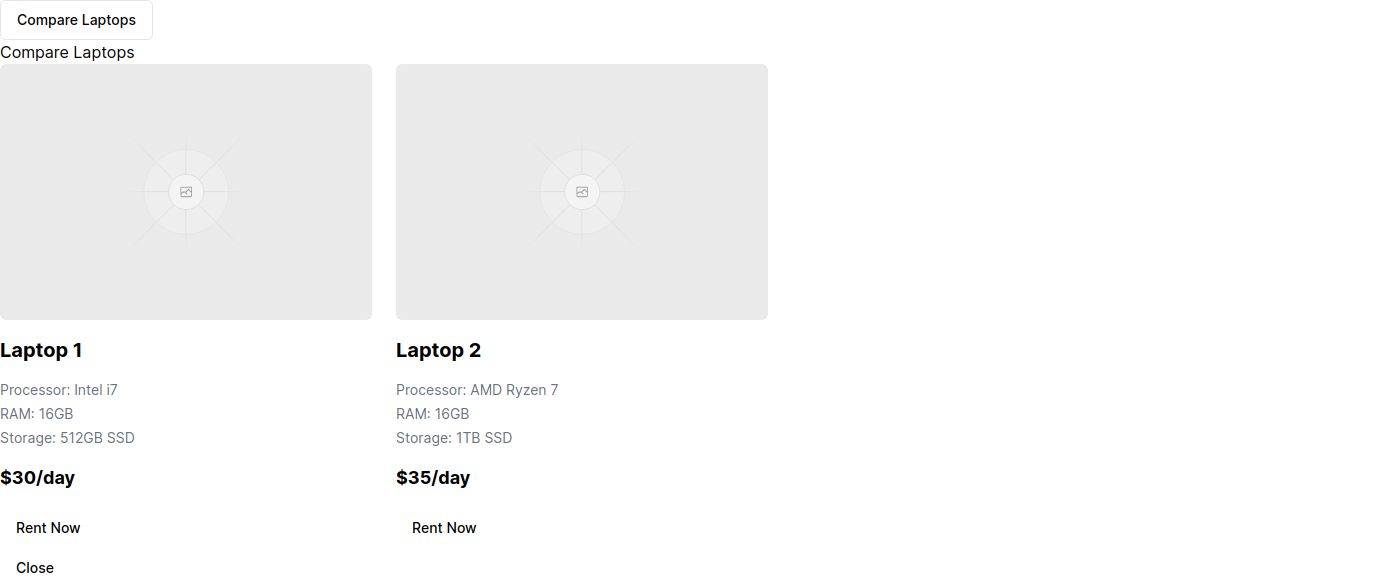 Compare Laptops
Compare Laptops
Laptop 1
Processor: Intel i7
RAM: 16GB
Storage: 512GB SSD
$30/day
Rent Now
Laptop 2
Processor: AMD Ryzen 7
RAM: 16GB
Storage: 1TB SSD
$35/day
Rent Now
Close